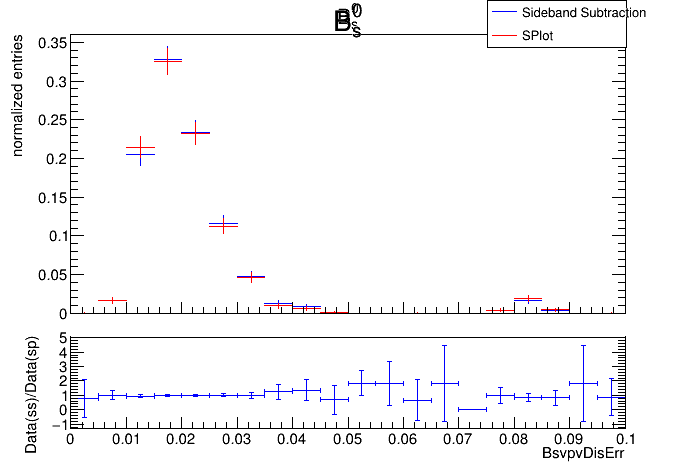 B⁰ₛ
Sideband Subtraction
SPlot
normalized entries
0.35
0.3
0.25
0.2
0.15
0.1
0.05
0
Data(ss)/Data(sp)
5
4
3
2
1
0
−1
0 0.01 0.02 0.03 0.04 0.05 0.06 0.07 0.08 0.09 0.1
BsvpvDisErr